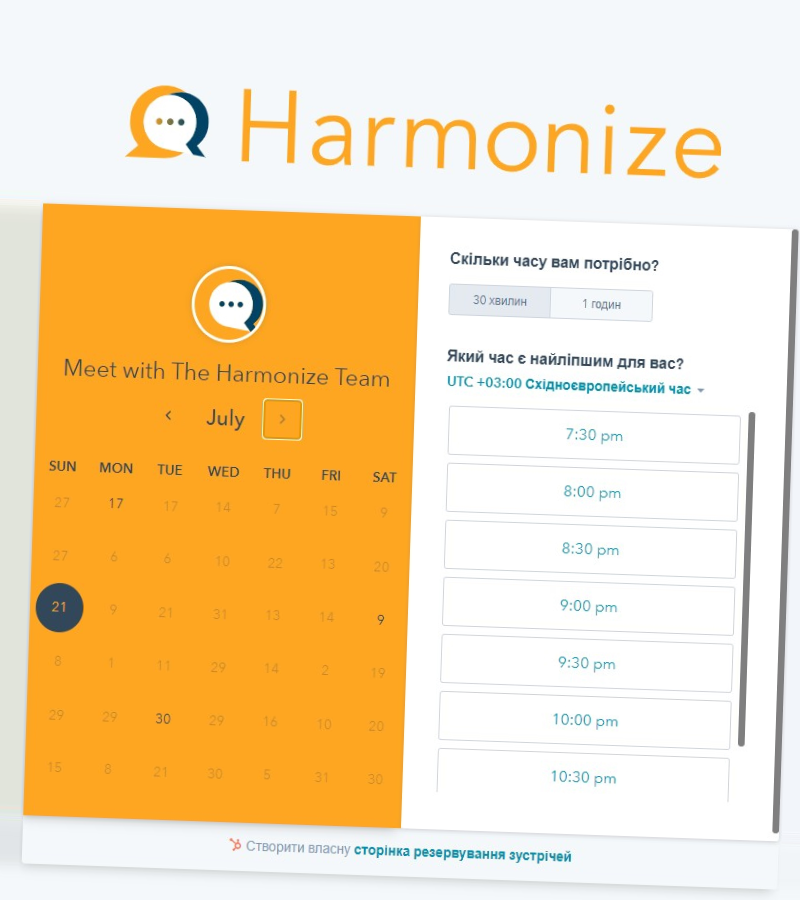 Harmonize
Meet with The Harmonize Team
July
SUN MON TUE WED THU FRI SAT
27 17 17 14 7 15 9
27 6 6 10 22 13 20
21 9 21 31 13 14 9
8 1 11 29 14 2 19
29 29 30 29 16 10 20
15 8 21 30 5 31 30
Скільки часу вам потрібно?
30 хвилин 1 годин
Який час є найліпшим для вас?
UTC +03:00 Східноєвропейський час
7:30 pm
8:00 pm
8:30 pm
9:00 pm
9:30 pm
10:00 pm
10:30 pm
Створити власну сторінка резервування зустрічей